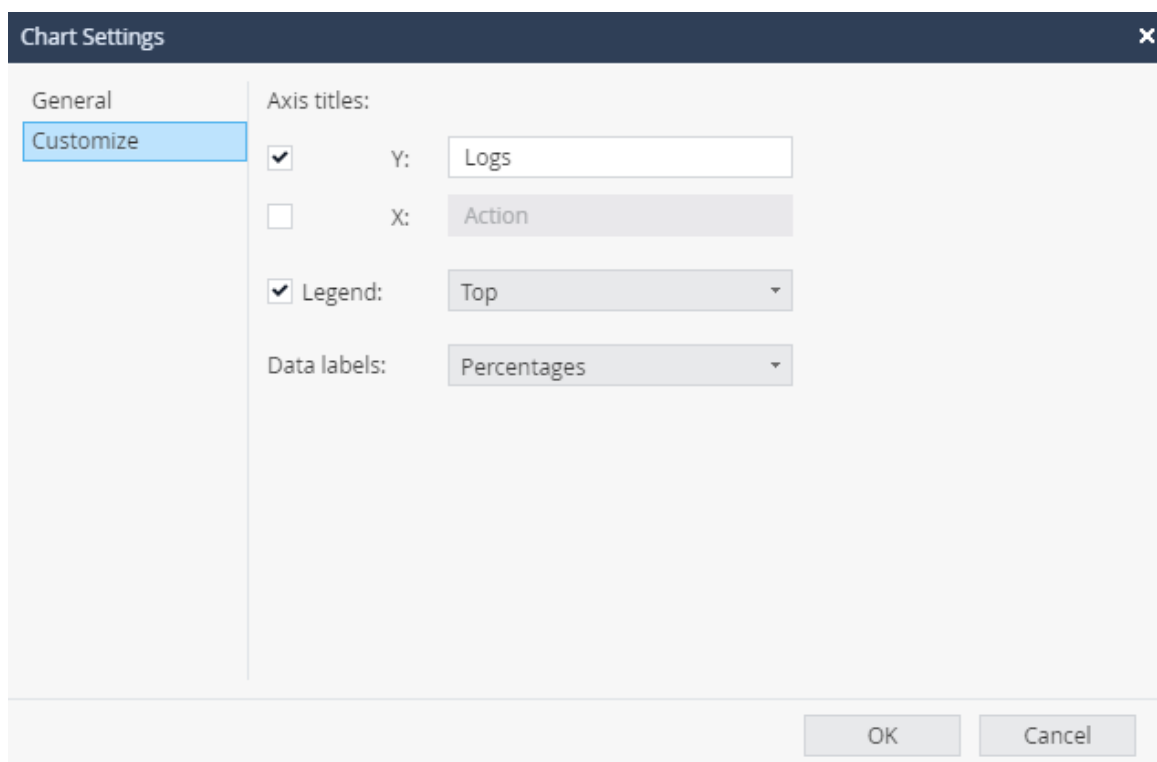 Chart Settings
General
Customize
Axis titles:
Y: Logs
X: Action
Legend: Top
Data labels: Percentages
OK Cancel